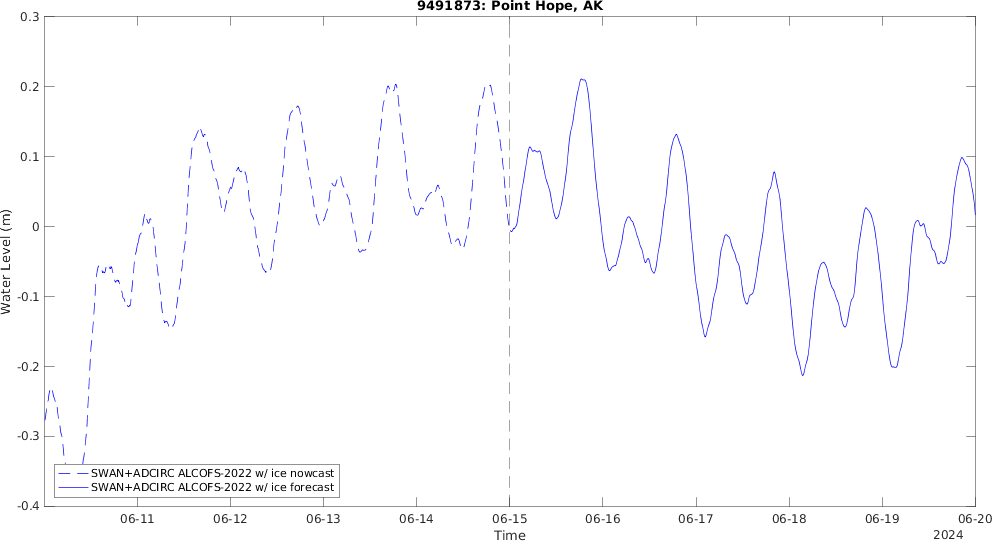 9491873: Point Hope, AK
0.3
0.2
0.1
0
-0.1
-0.2
-0.3
-0.4
Water Level (m)
SWAN+ADCIRC ALCOFS-2022 w/ ice nowcast
SWAN+ADCIRC ALCOFS-2022 w/ ice forecast
06-11 06-12 06-13 06-14 06-15 06-16 06-17 06-18 06-19 06-20
Time
2024